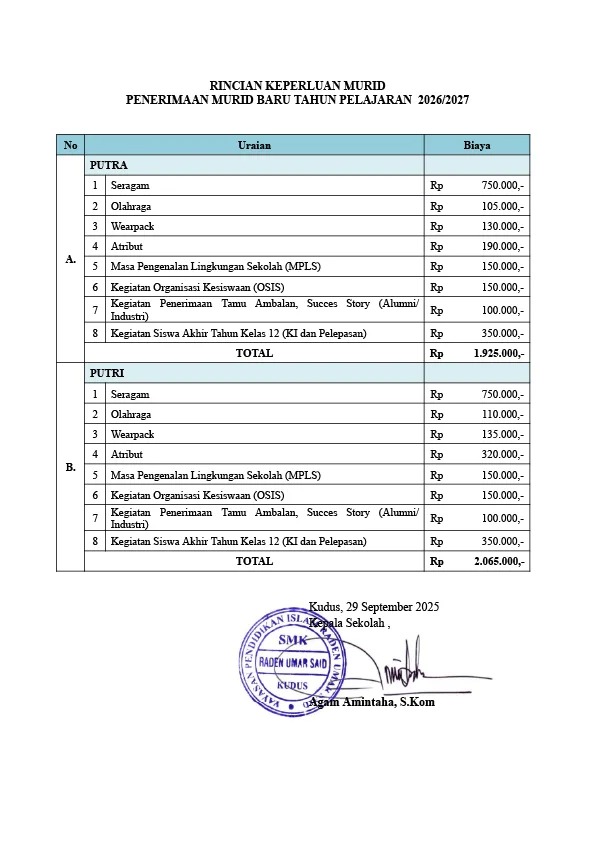 RINCIAN KEPERLUAN MURID
PENERIMAAN MURID BARU TAHUN PELAJARAN 2026/2027
No Uraian Biaya
A.
PUTRA
1 Seragam Rp 750.000,-
2 Olahraga Rp 105.000,-
3 Wearpack Rp 130.000,-
4 Atribut Rp 190.000,-
5 Masa Pengenalan Lingkungan Sekolah (MPLS) Rp 150.000,-
6 Kegiatan Organisasi Kesiswaan (OSIS) Rp 150.000,-
7 Kegiatan Penerimaan Tamu Ambalan, Succes Story (Alumni/
Industri) Rp 100.000,-
8 Kegiatan Siswa Akhir Tahun Kelas 12 (KI dan Pelepasan) Rp 350.000,-
TOTAL Rp 1.925.000,-
B.
PUTRI
1 Seragam Rp 750.000,-
2 Olahraga Rp 110.000,-
3 Wearpack Rp 135.000,-
4 Atribut Rp 320.000,-
5 Masa Pengenalan Lingkungan Sekolah (MPLS) Rp 150.000,-
6 Kegiatan Organisasi Kesiswaan (OSIS) Rp 150.000,-
7 Kegiatan Penerimaan Tamu Ambalan, Succes Story (Alumni/
Industri) Rp 100.000,-
8 Kegiatan Siswa Akhir Tahun Kelas 12 (KI dan Pelepasan) Rp 350.000,-
TOTAL Rp 2.065.000,-
Kudus, 29 September 2025
Kepala Sekolah ,
YAYASAN PENDIDIKAN ISLAM RADEN UMAR
SMK
RADEN UMAR SAID
KUDUS
Agam Amintaha, S.Kom